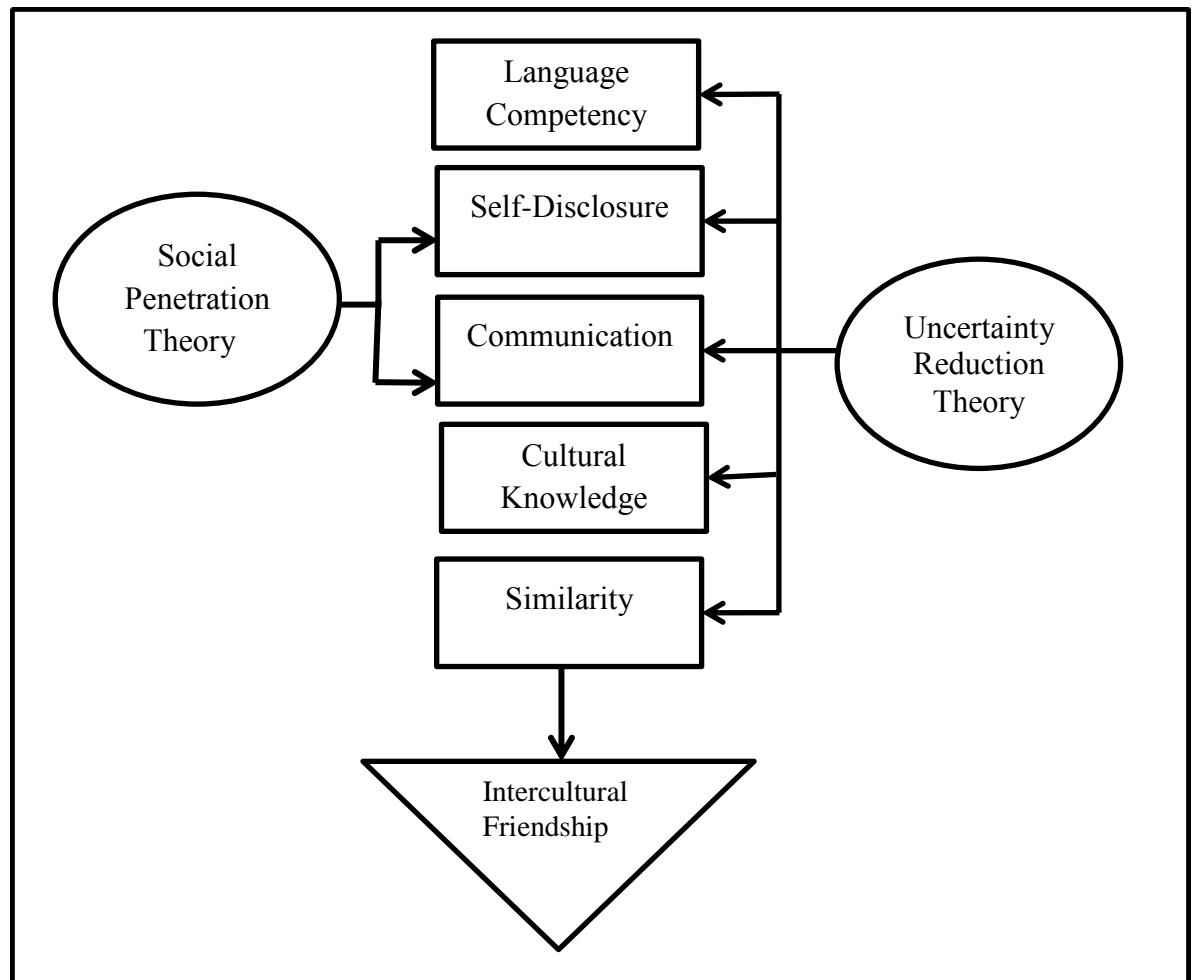 Language
Competency
Self-Disclosure
Social
Penetration
Theory
Communication
Uncertainty
Reduction
Theory
Cultural
Knowledge
Similarity
Intercultural
Friendship